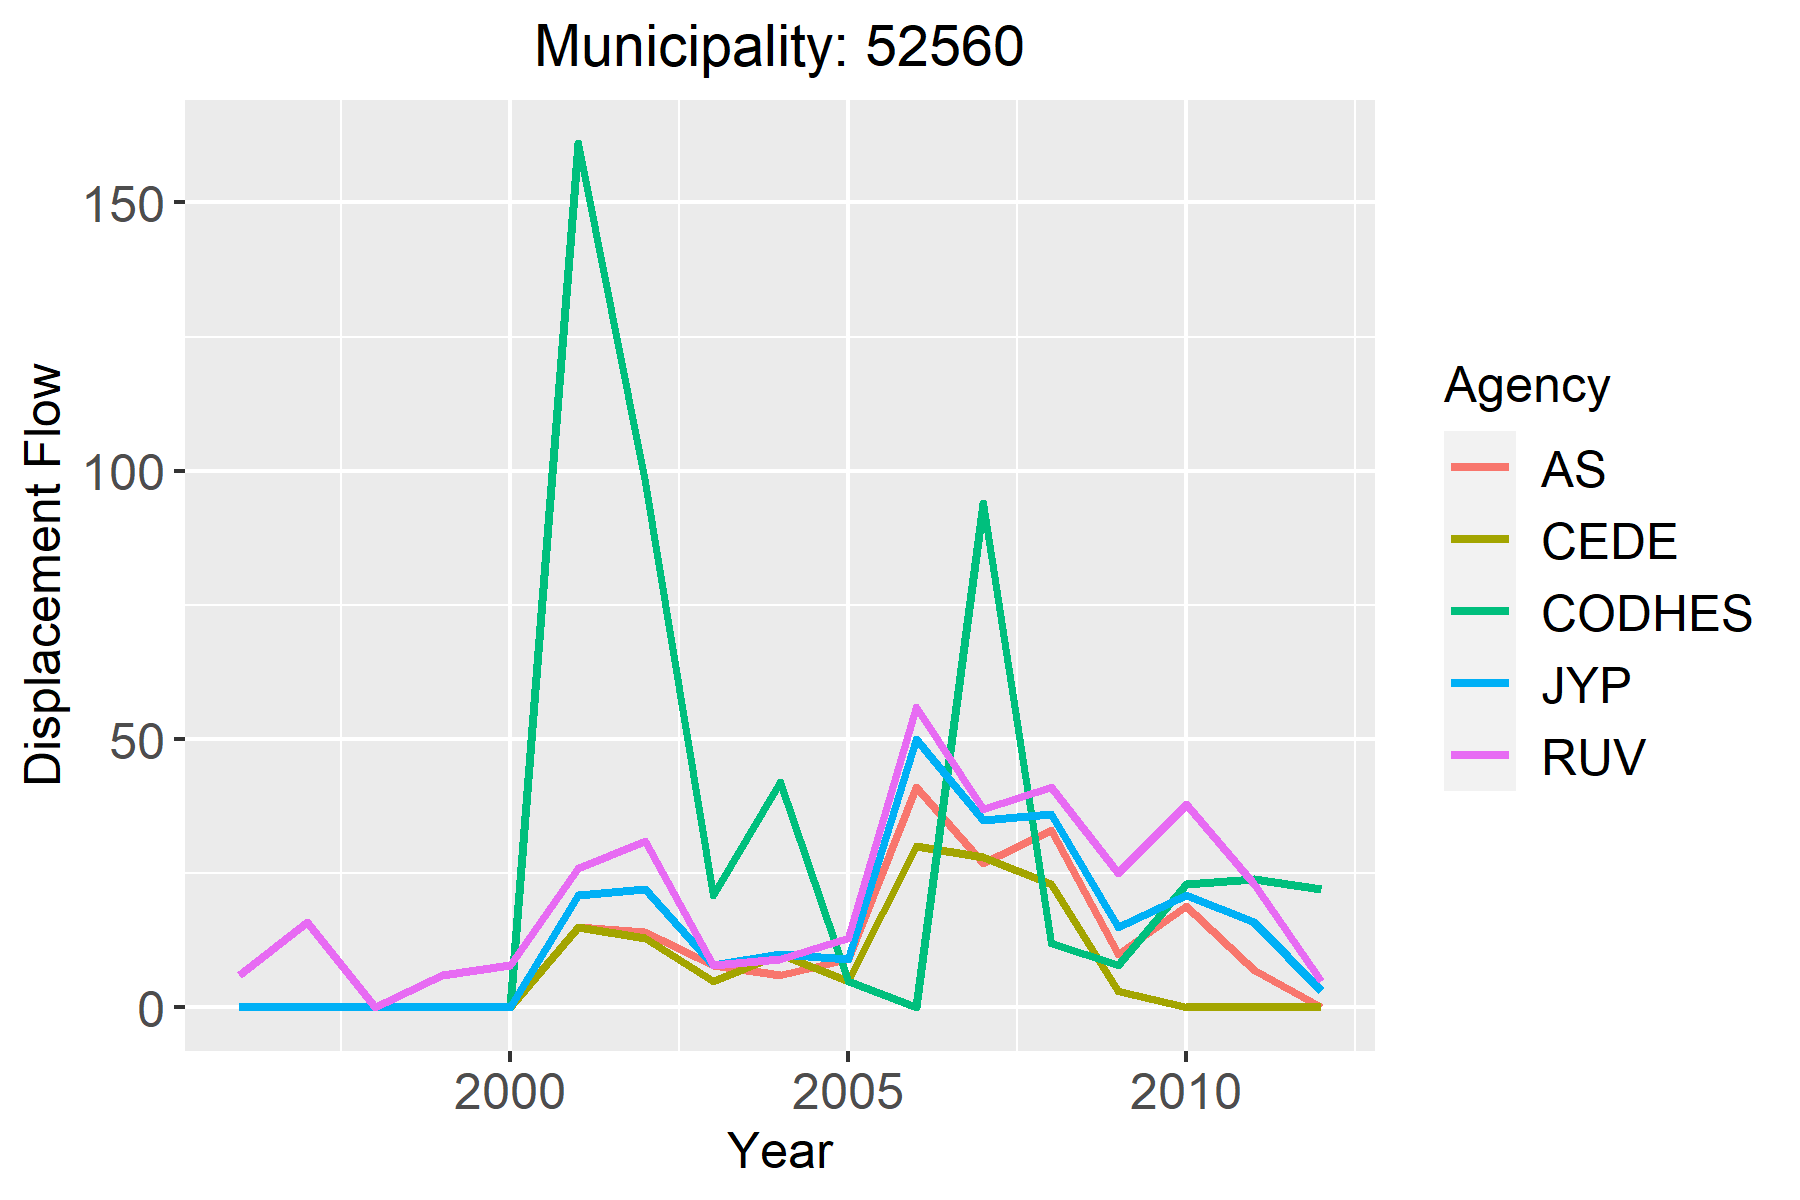 Municipality: 52560
Displacement Flow
150
100
50
0
2000 2005 2010
Year
Agency
AS
CEDE
CODHES
JYP
RUV